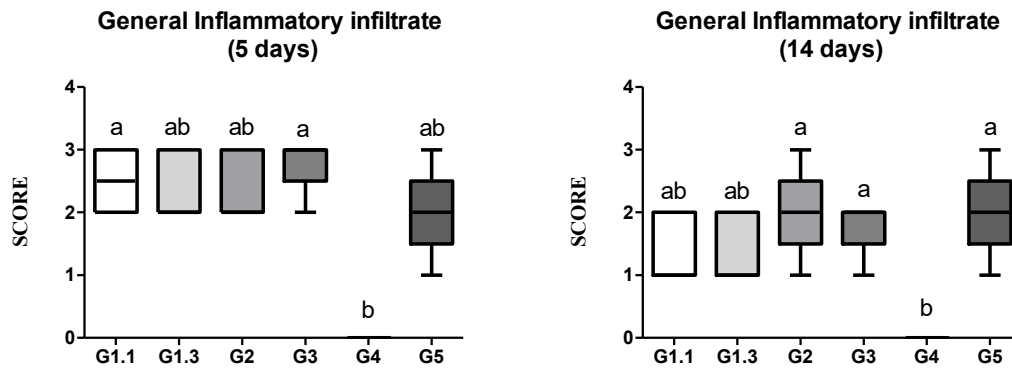 General Inflammatory infiltrate
(5 days)
SCORE
4
3
2
1
0
a
ab
ab
a
b
ab
G1.1
G1.3
G2
G3
G4
G5
General Inflammatory infiltrate
(14 days)
SCORE
4
3
2
1
0
ab
ab
a
a
b
a
G1.1
G1.3
G2
G3
G4
G5